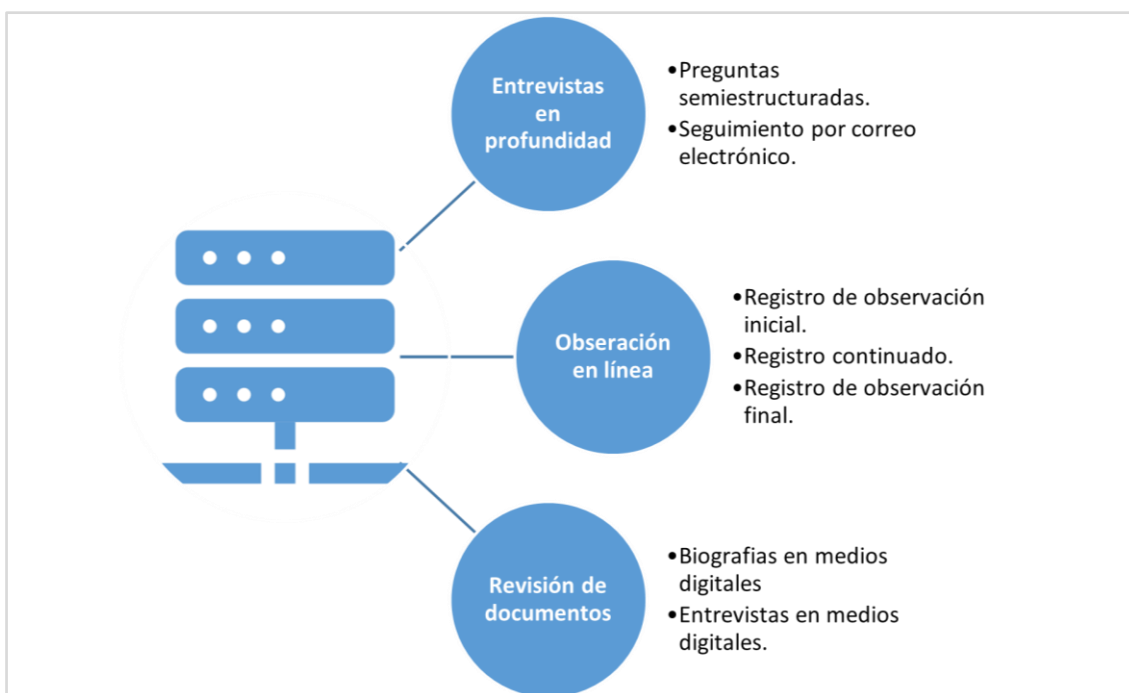 Entrevistas
en
profundidad
•Preguntas
semiestructuradas.
•Seguimiento por correo
electrónico.
Obseración
en línea
•Registro de observación
inicial.
•Registro continuado.
•Registro de observación
final.
Revisión de
documentos
•Biografias en medios
digitales
•Entrevistas en medios
digitales.